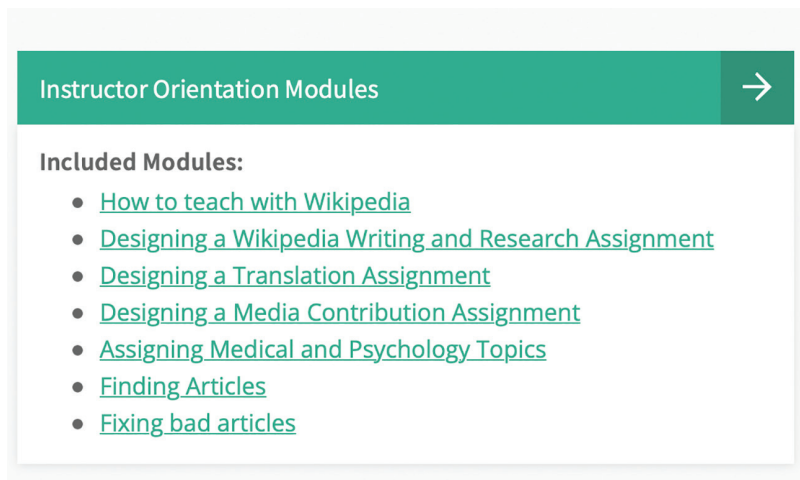 Instructor Orientation Modules
Included Modules:
How to teach with Wikipedia
Designing a Wikipedia Writing and Research Assignment
Designing a Translation Assignment
Designing a Media Contribution Assignment
Assigning Medical and Psychology Topics
Finding Articles
Fixing bad articles